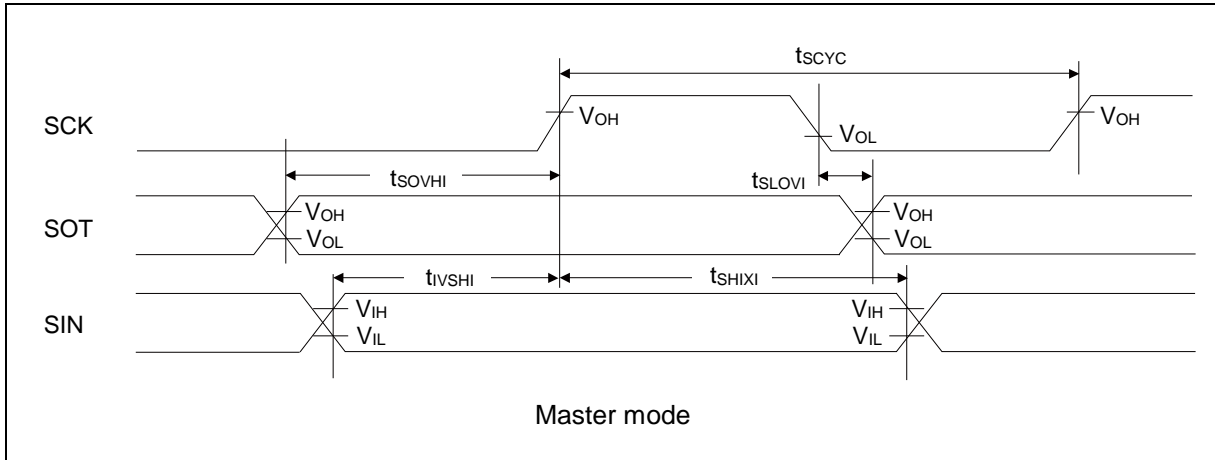 tSCYC
SCK
VOH
VOL
VOH
tSOVHI
tSLOVI
SOT
VOH
VOL
VOH
VOL
tIVSHI
tSHIXI
SIN
VIH
VIL
VIH
VIL
Master mode